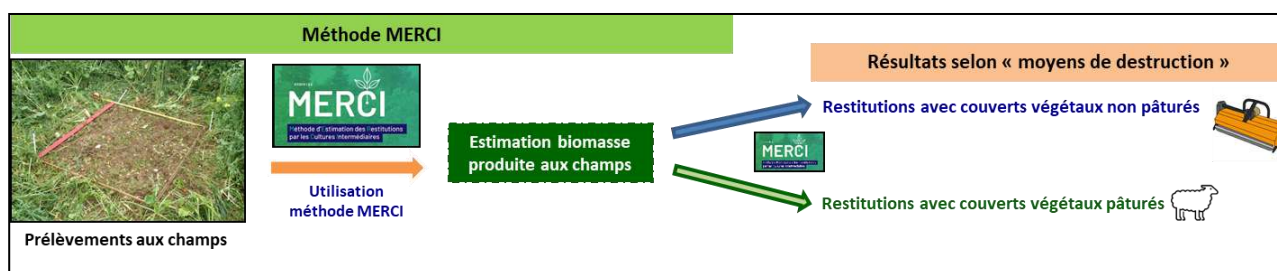 Méthode MERCI
Résultats selon « moyens de destruction »
MERCI
Méthode d'Estimation des Restitutions
par les Cultures Intermédiaires
Utilisation
méthode MERCI
Prélèvements aux champs
Estimation biomasse
produite aux champs
MERCI
Restitutions avec couverts végétaux non pâturés
Restitutions avec couverts végétaux pâturés